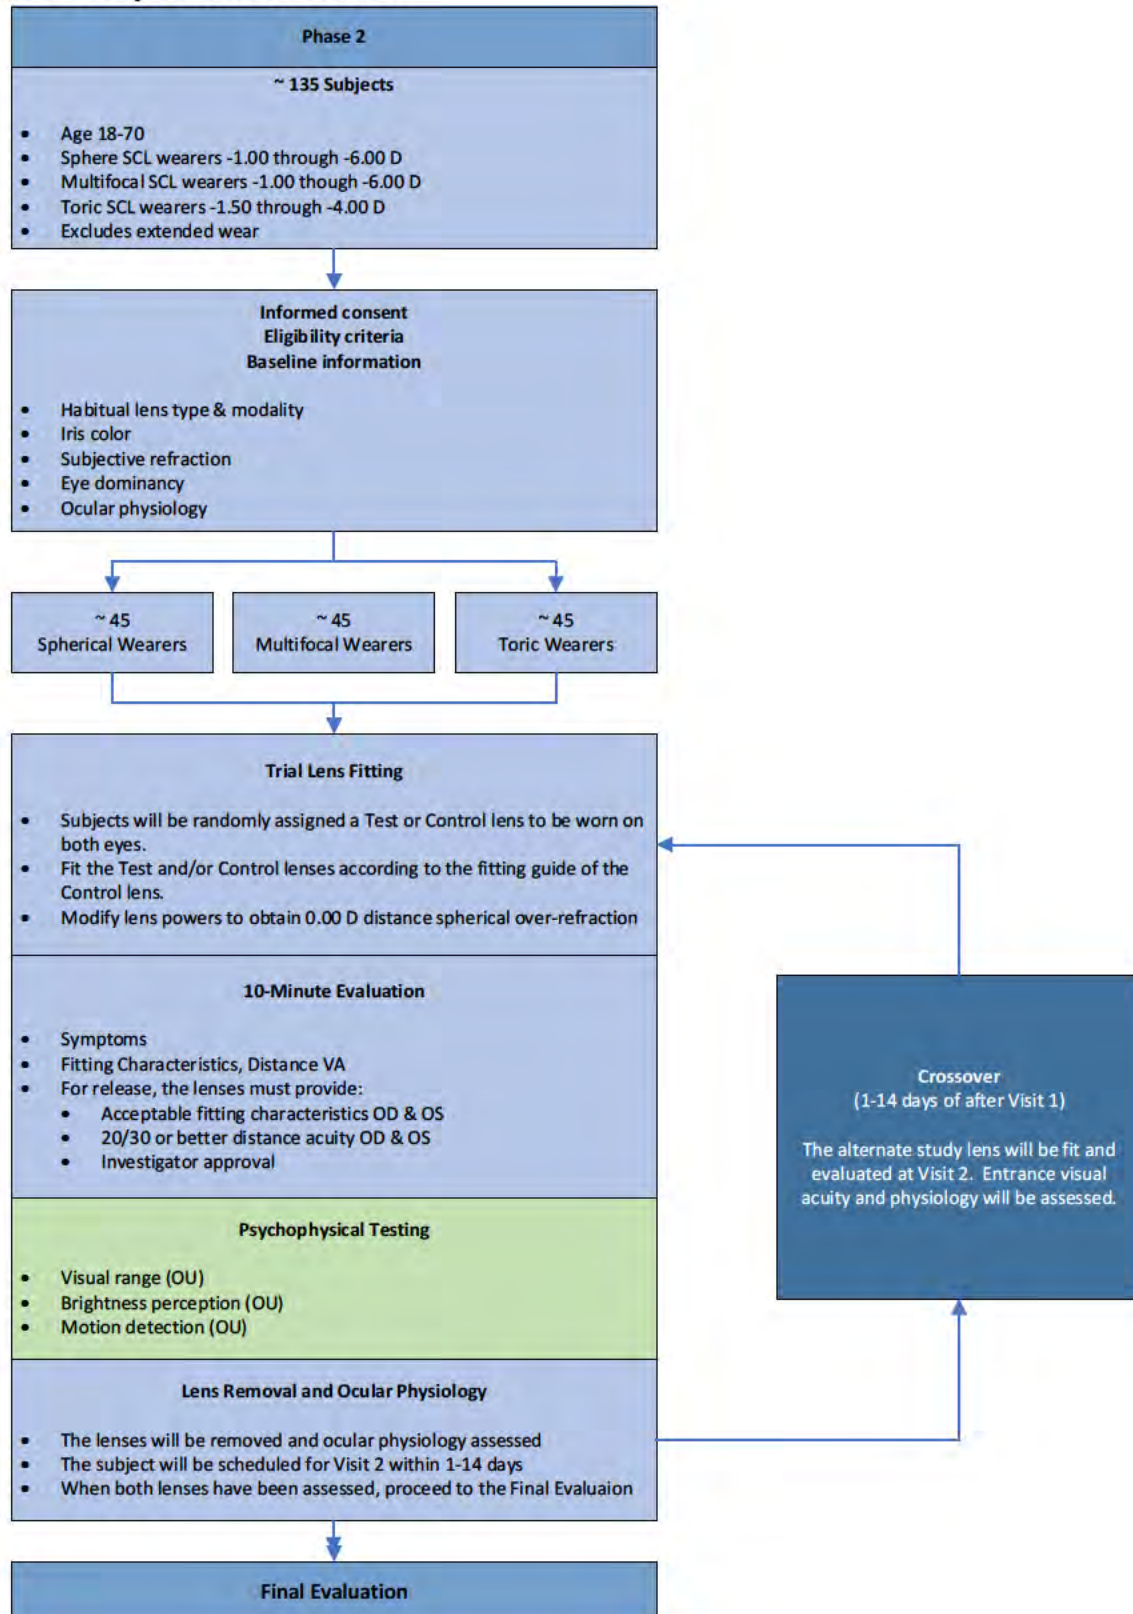 Phase 2
~ 135 Subjects
• Age 18-70
• Sphere SCL wearers -1.00 through -6.00 D
• Multifocal SCL wearers -1.00 though -6.00 D
• Toric SCL wearers -1.50 through -4.00 D
• Excludes extended wear
Informed consent
Eligibility criteria
Baseline information
• Habitual lens type & modality
• Iris color
• Subjective refraction
• Eye dominancy
• Ocular physiology
~ 45
Spherical Wearers
~ 45
Multifocal Wearers
~ 45
Toric Wearers
Trial Lens Fitting
• Subjects will be randomly assigned a Test or Control lens to be worn on
both eyes.
• Fit the Test and/or Control lenses according to the fitting guide of the
Control lens.
• Modify lens powers to obtain 0.00 D distance spherical over-refraction
10-Minute Evaluation
• Symptoms
• Fitting Characteristics, Distance VA
• For release, the lenses must provide:
• Acceptable fitting characteristics OD & OS
• 20/30 or better distance acuity OD & OS
• Investigator approval
Psychophysical Testing
• Visual range (OU)
• Brightness perception (OU)
• Motion detection (OU)
Lens Removal and Ocular Physiology
• The lenses will be removed and ocular physiology assessed
• The subject will be scheduled for Visit 2 within 1-14 days
• When both lenses have been assessed, proceed to the Final Evaluaion
Crossover
(1-14 days of after Visit 1)
The alternate study lens will be fit and
evaluated at Visit 2. Entrance visual
acuity and physiology will be assessed.
Final Evaluation